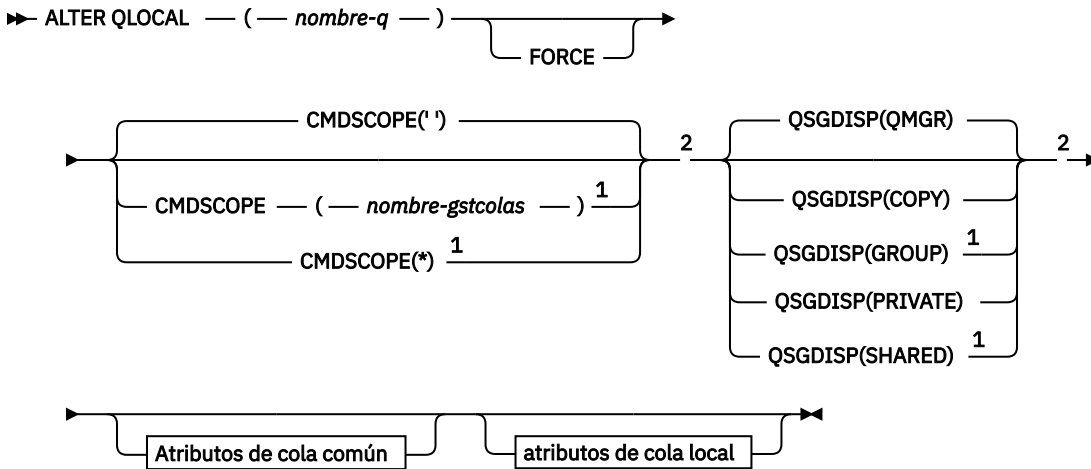 ALTER QLOCAL ( nombre-q )
FORCE
CMDSCOPE(' ')
2
CMDSCOPE ( nombre-gstcolas ) 1
CMDSCOPE(*) 1
QSGDISP(QMGR)
2
QSGDISP(COPY)
QSGDISP(GROUP) 1
QSGDISP(PRIVATE)
QSGDISP(SHARED) 1
Atributos de cola común
atributos de cola local